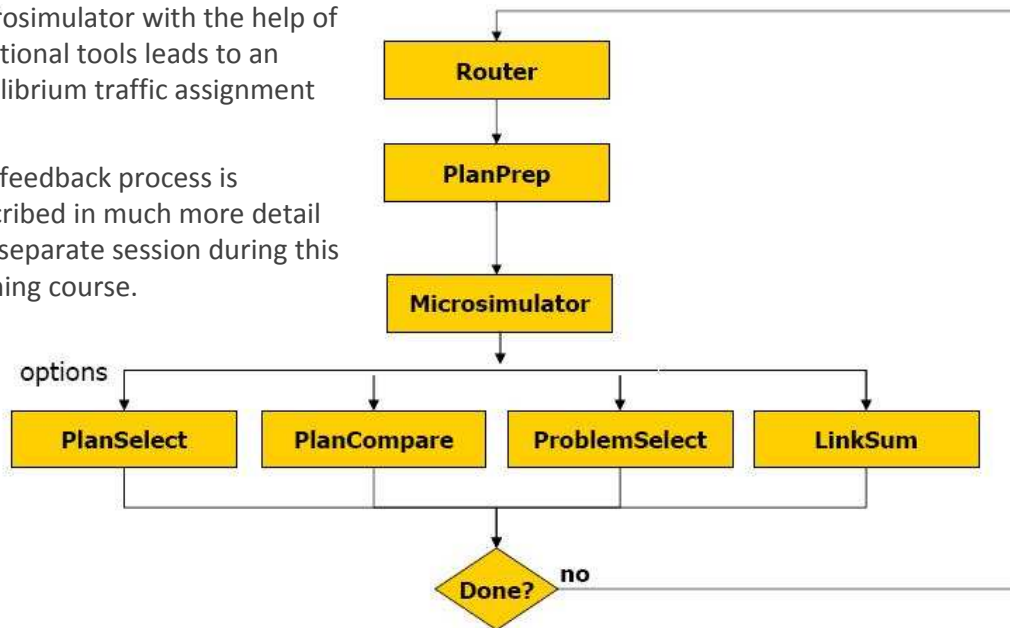 rosimulator with the help of
tional tools leads to an
librium traffic assignment
feedback process is
cribed in much more detail
separate session during this
ning course.
Router
PlanPrep
Microsimulator
options
PlanSelect
PlanCompare
ProblemSelect
LinkSum
Done?
no